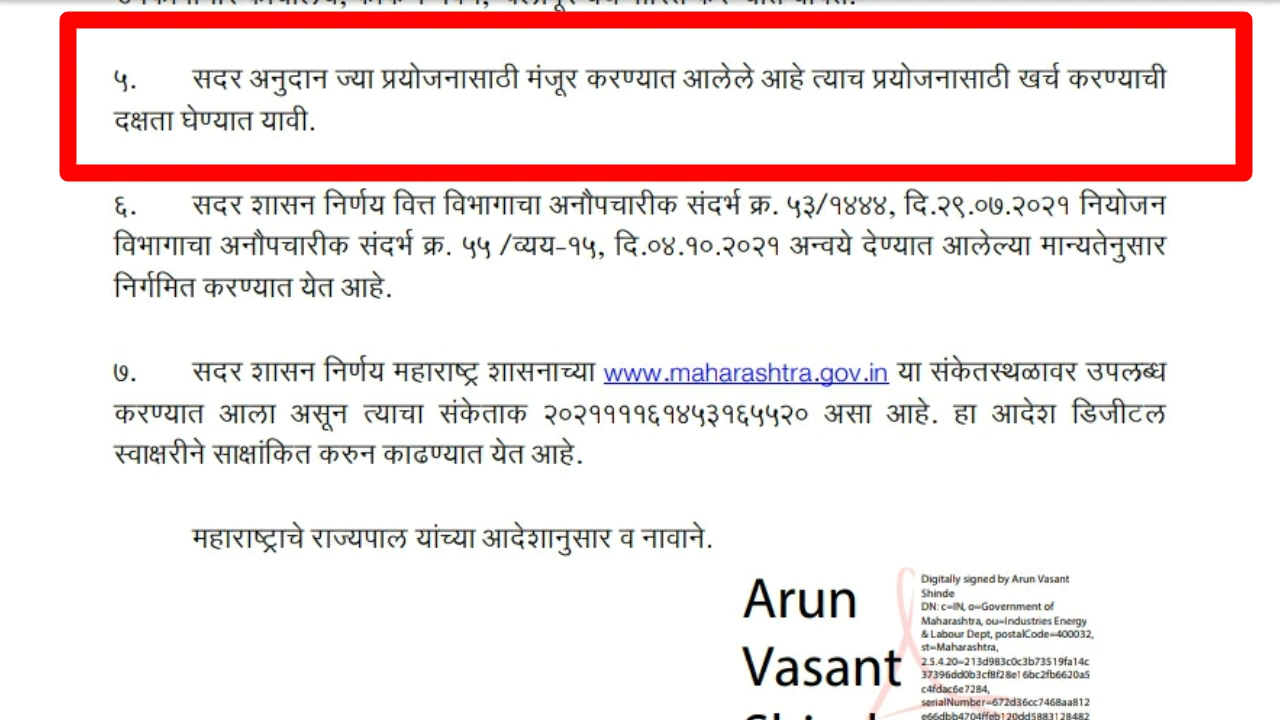 ५. सदर अनुदान ज्या प्रयोजनासाठी मंजूर करण्यात आलेले आहे त्याच प्रयोजनासाठी खर्च करण्याची
दक्षता घेण्यात यावी.
६. सदर शासन निर्णय वित्त विभागाचा अनौपचारीक संदर्भ क्र. ५३/१४४४, दि.२९.०७.२०२१ नियोजन
विभागाचा अनौपचारीक संदर्भ क्र. ५५ /व्यय-१५, दि.०४.१०.२०२१ अन्वये देण्यात आलेल्या मान्यतेनुसार
निर्गमित करण्यात येत आहे.
७. सदर शासन निर्णय महाराष्ट्र शासनाच्या www.maharashtra.gov.in या संकेतस्थळावर उपलब्ध
करण्यात आला असून त्याचा संकेताक २०२११११६१४५३१६५५२० असा आहे. हा आदेश डिजीटल
स्वाक्षरीने साक्षांकित करुन काढण्यात येत आहे.
महाराष्ट्राचे राज्यपाल यांच्या आदेशानुसार व नावाने.
Arun
Vasant
Digitally signed by Arun Vasant
Shinde
DN: c=IN, o=Government of
Maharashtra, ou=Industries Energy
& Labour Dept, postalCode=400032,
st=Maharashtra,
2.5.4.20=213d983c0c3b73519fa14c
37396dd0b3cf8f28e16bc2fb6620a5
c4fdac6e7284,
serialNumber=672d36cc7468aa812
e66dbb4704ffeb120dd5883128482